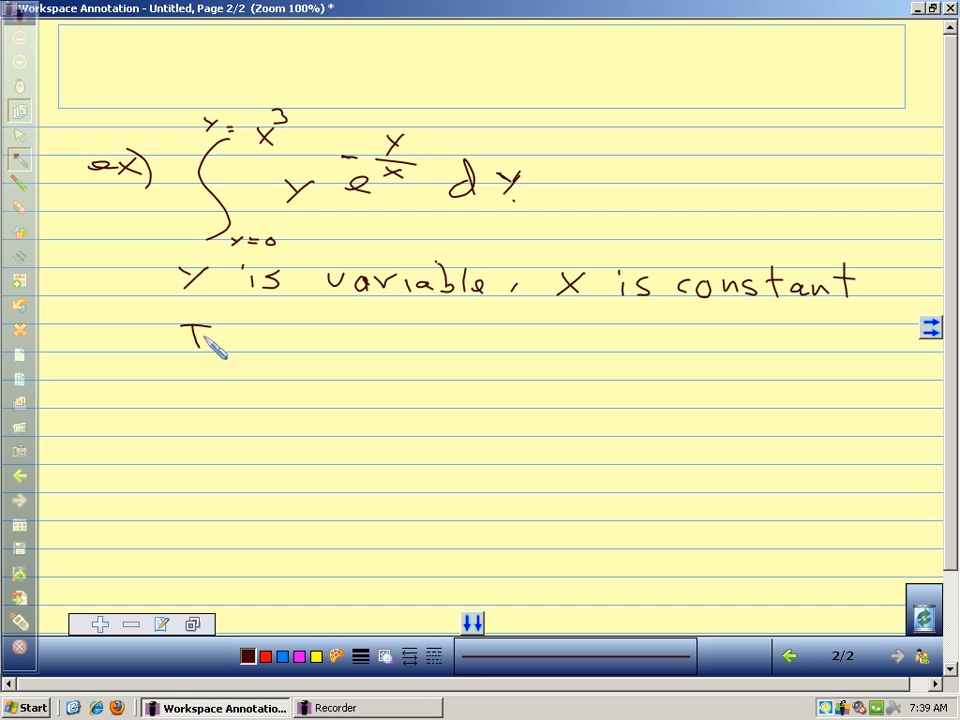 Workspace Annotation - Untitled, Page 2/2 (Zoom 100%) *
y = x³
ex) ∫ y e^(-y/x) dy.
y=0
y is variable, x is constant
T
2/2
Start
Workspace Annotatio...
Recorder
7:39 AM